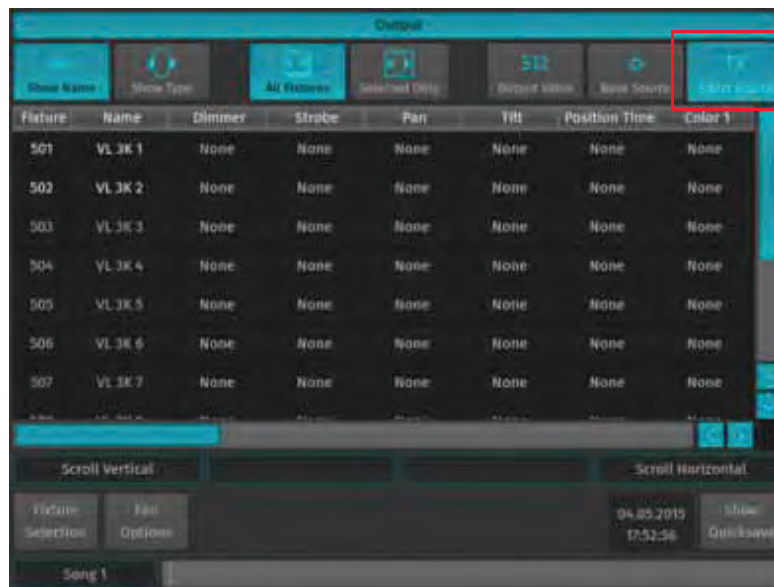 Output
Show Name Show Type All Fixtures Selected Only 512 Output Value Base Source FX
Fixture Name Dimmer Strobe Pan Tilt Position Time Color 1
501 VL 3K 1 None None None None None None
502 VL 3K 2 None None None None None None
503 VL 3K 3 None None None None None None
504 VL 3K 4 None None None None None None
505 VL 3K 5 None None None None None None
506 VL 3K 6 None None None None None None
507 VL 3K 7 None None None None None None
Scroll Vertical Scroll Horizontal
Fixture Selection Fan Options 04.05.2015 17:52:56 Show Quicksave
Song 1